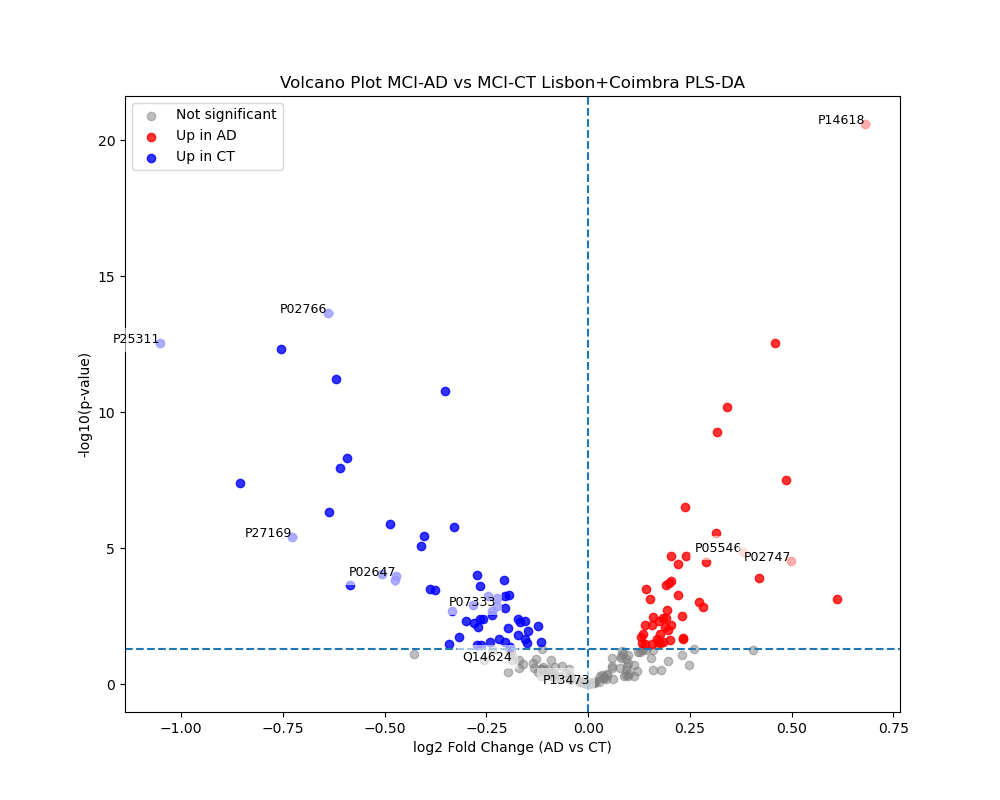 Volcano Plot MCI-AD vs MCI-CT Lisbon+Coimbra PLS-DA
Not significant
Up in AD
Up in CT
P14618
P02766
P25311
P27169
P05546
P02747
P02647
P07333
Q14624
P13473
20
15
10
5
0
-log10(p-value)
−1.00
−0.75
−0.50
−0.25
0.00
0.25
0.50
0.75
log2 Fold Change (AD vs CT)